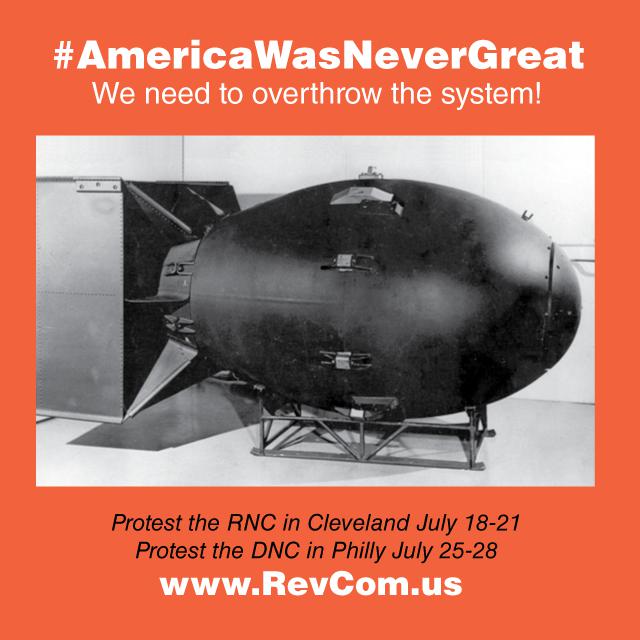 #AmericaWasNeverGreat
We need to overthrow the system!
Protest the RNC in Cleveland July 18-21
Protest the DNC in Philly July 25-28
www.RevCom.us